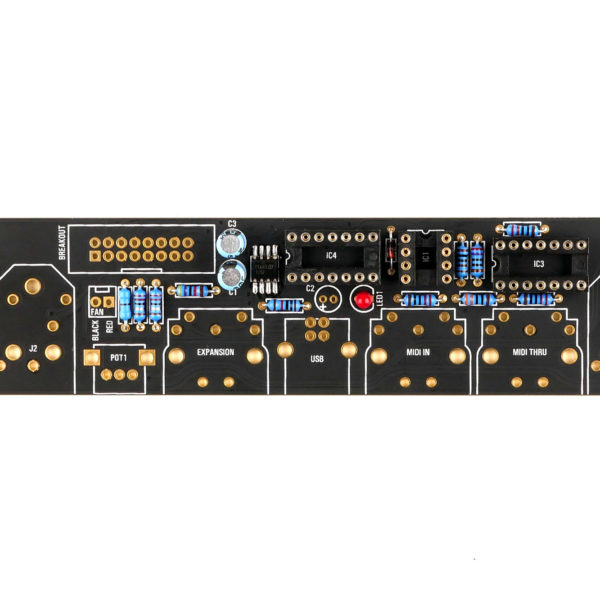 BREAKOUT
C3
C1
IC4
IC1
IC3
C2
LED1
FAN
BLACK
RED
J2
POT1
EXPANSION
USB
MIDI IN
MIDI THRU